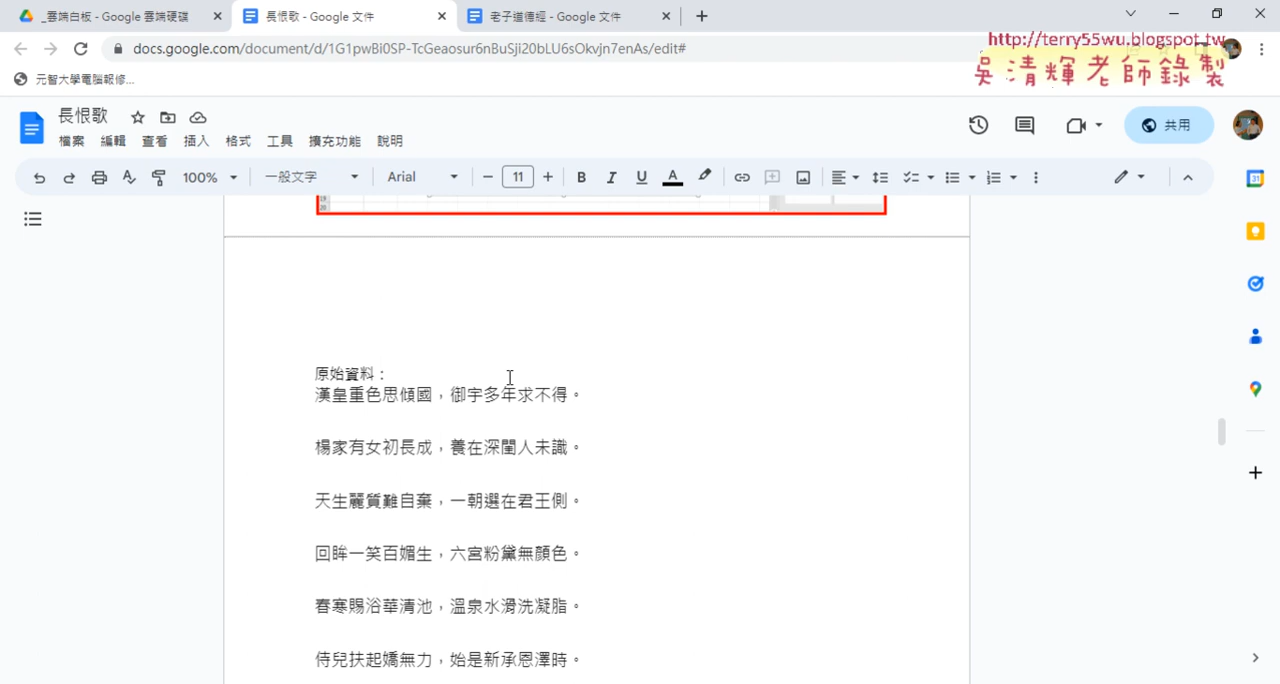 _雲端白板 - Google 雲端硬碟
長恨歌 - Google 文件
老子道德經 - Google 文件
docs.google.com/document/d/1G1pwBi0SP-TcGeaosur6nBuSjI20bLU6sOkvjn7enAs/edit#
http://terry55wu.blogspot.tw
吳清輝老師錄製
元智大學電腦報修...
長恨歌
檔案 編輯 查看 插入 格式 工具 擴充功能 說明
共用
100% 一般文字 Arial 11
原始資料：
漢皇重色思傾國，御宇多年求不得。
楊家有女初長成，養在深閨人未識。
天生麗質難自棄，一朝選在君王側。
回眸一笑百媚生，六宮粉黛無顏色。
春寒賜浴華清池，溫泉水滑洗凝脂。
侍兒扶起嬌無力，始是新承恩澤時。